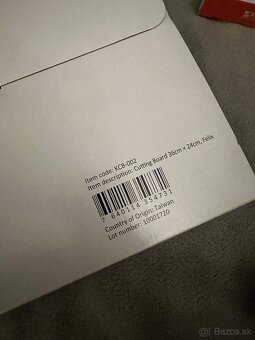 Item code: KCB-002
Item description: Cutting Board 36cm x 24cm, Felix
7 640114 354731
Country of Origin: Taiwan
Lot number: 10001720
Bazos.sk